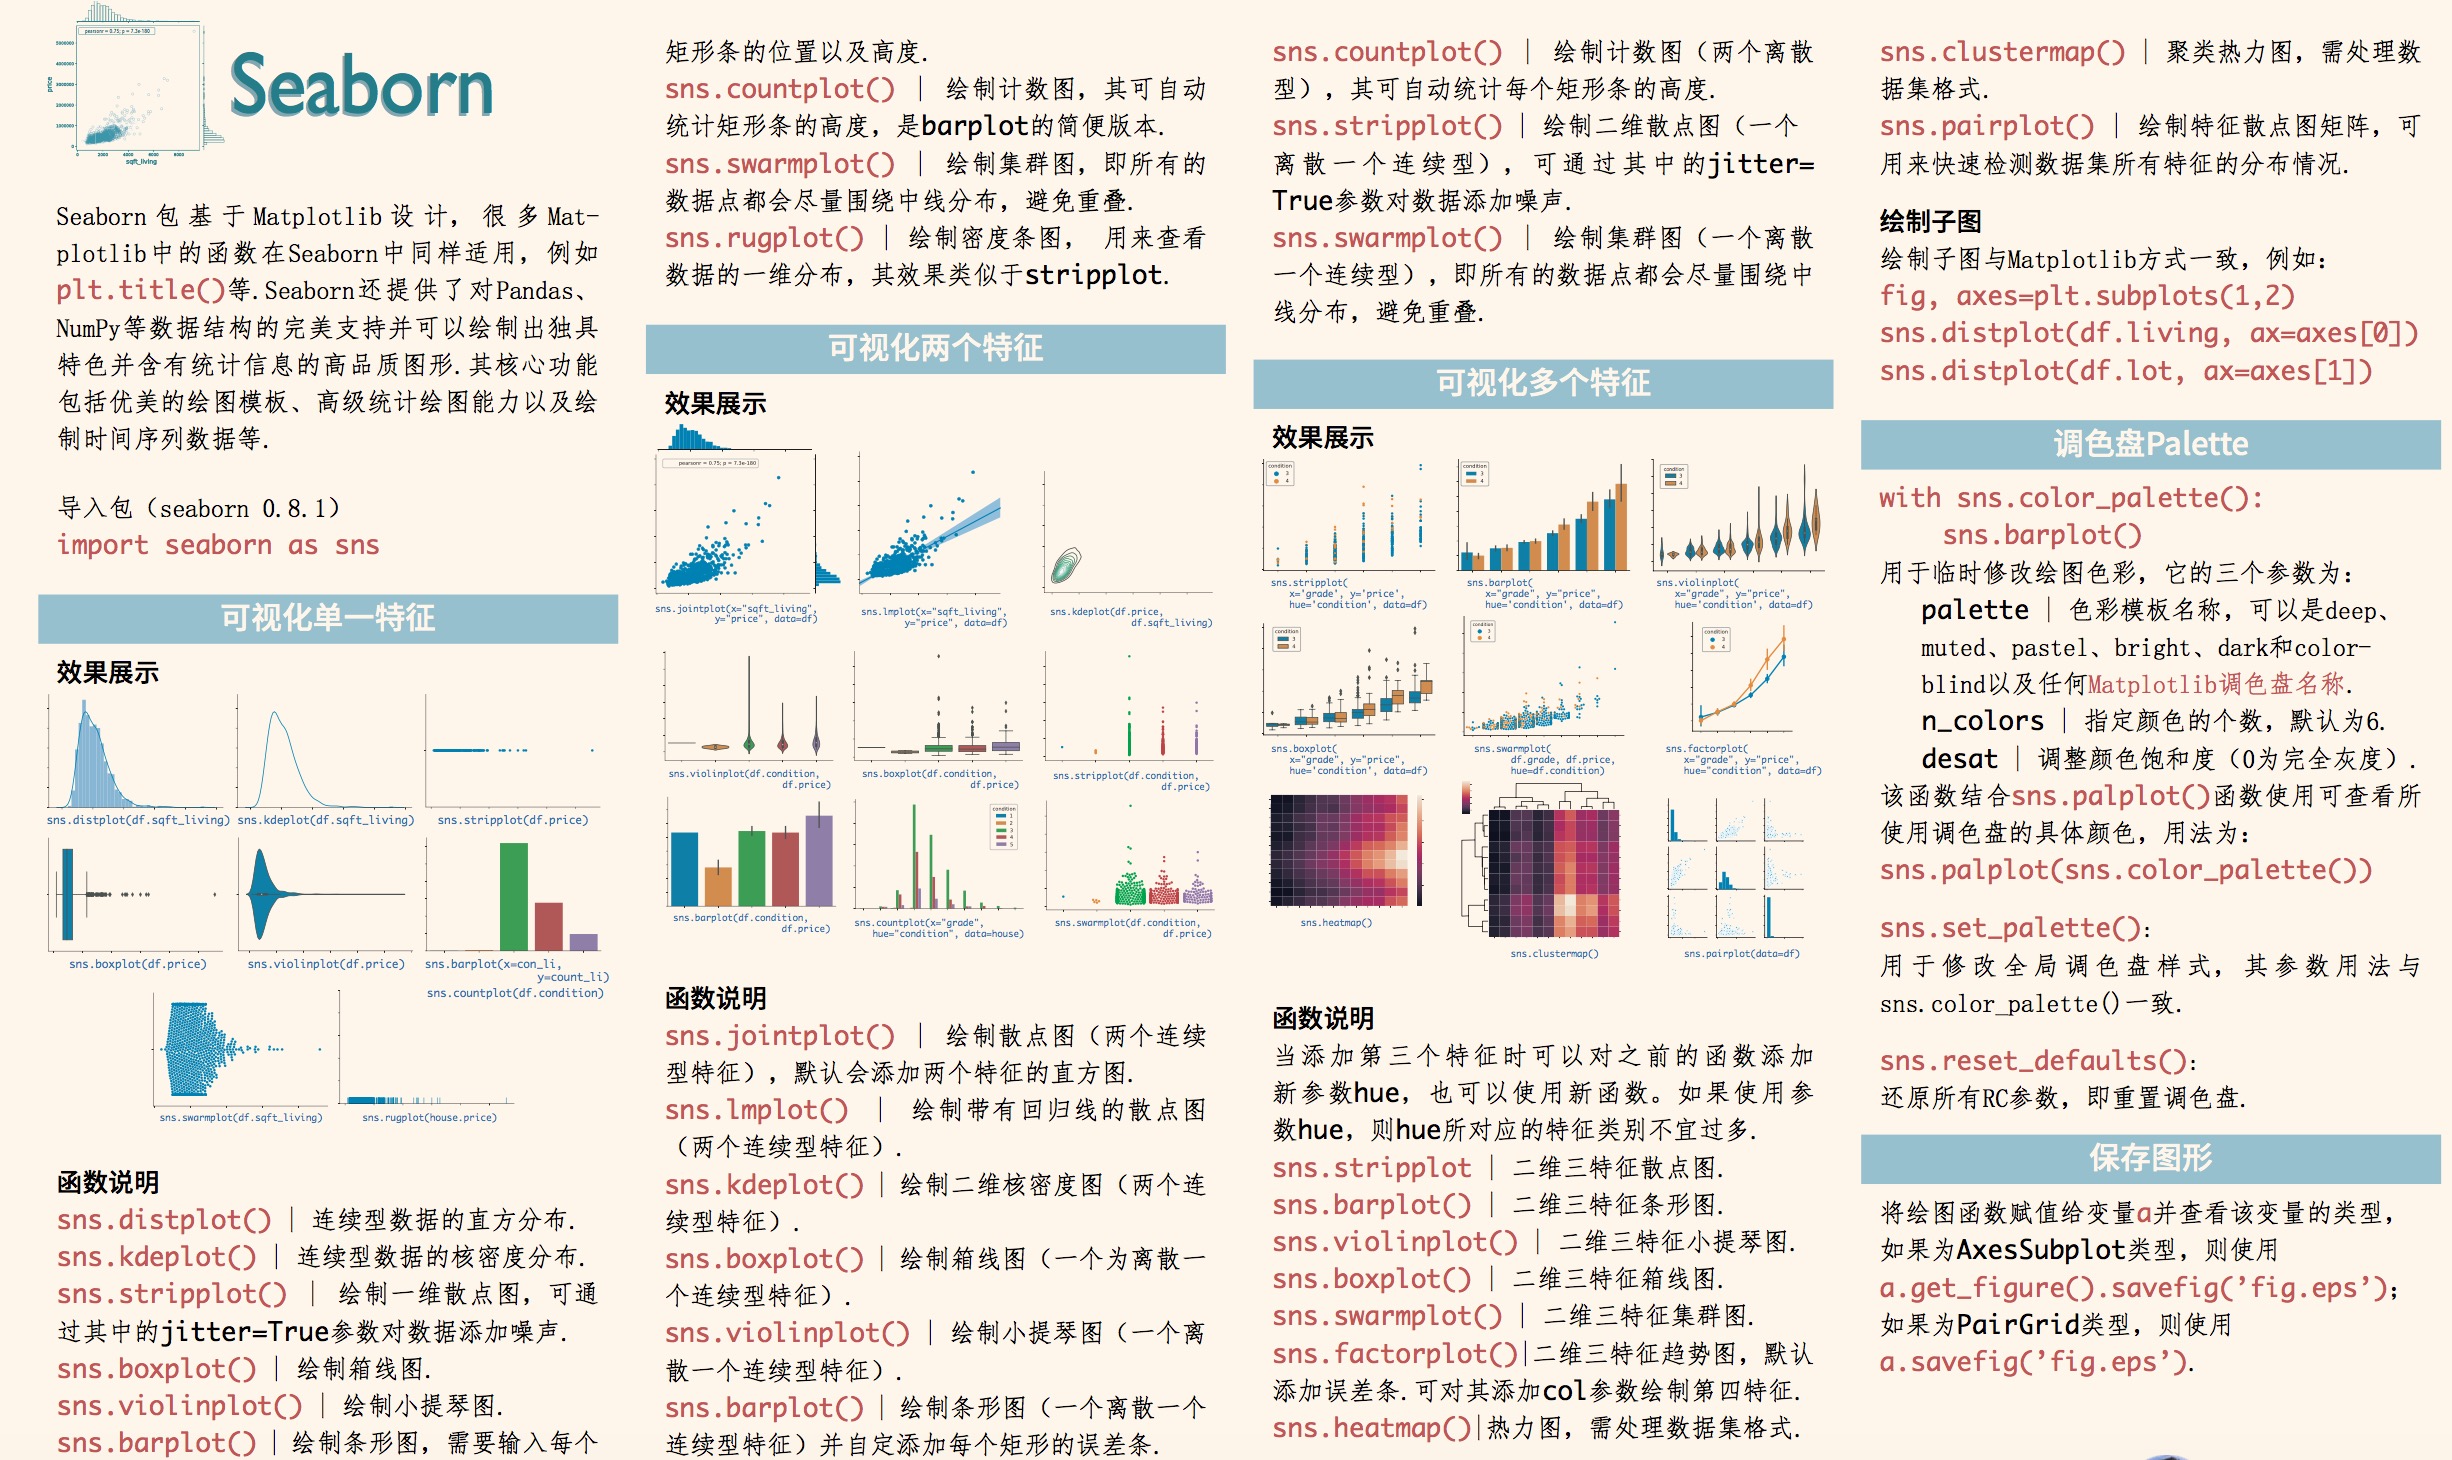 pearsonr = 0.75; p = 7.3e-180
5000000
4000000
3000000
2000000
1000000
0
price
0 2000 4000 6000 8000
sqft_living
Seaborn
Seaborn包基于Matplotlib设计，很多Mat-
plotlib中的函数在Seaborn中同样适用，例如
plt.title()等.Seaborn还提供了对Pandas、
NumPy等数据结构的完美支持并可以绘制出独具
特色并含有统计信息的高品质图形.其核心功能
包括优美的绘图模板、高级统计绘图能力以及绘
制时间序列数据等.
导入包（seaborn 0.8.1）
import seaborn as sns
可视化单一特征
效果展示
sns.distplot(df.sqft_living) sns.kdeplot(df.sqft_living) sns.stripplot(df.price)
sns.boxplot(df.price) sns.violinplot(df.price) sns.barplot(x=con_li,
y=count_li)
sns.countplot(df.condition)
sns.swarmplot(df.sqft_living) sns.rugplot(house.price)
函数说明
sns.distplot() | 连续型数据的直方分布.
sns.kdeplot() | 连续型数据的核密度分布.
sns.stripplot() | 绘制一维散点图，可通
过其中的jitter=True参数对数据添加噪声.
sns.boxplot() | 绘制箱线图.
sns.violinplot() | 绘制小提琴图.
sns.barplot() | 绘制条形图，需要输入每个
矩形条的位置以及高度.
sns.countplot() | 绘制计数图，其可自动
统计矩形条的高度，是barplot的简便版本.
sns.swarmplot() | 绘制集群图，即所有的
数据点都会尽量围绕中线分布，避免重叠.
sns.rugplot() | 绘制密度条图， 用来查看
数据的一维分布，其效果类似于stripplot.
可视化两个特征
效果展示
pearsonr = 0.75; p = 7.3e-180
sns.jointplot(x="sqft_living",
y="price", data=df)
sns.lmplot(x="sqft_living",
y="price", data=df)
sns.kdeplot(df.price,
df.sqft_living)
sns.violinplot(df.condition,
df.price)
sns.boxplot(df.condition,
df.price)
sns.stripplot(df.condition,
df.price)
condition
1
2
3
4
5
sns.barplot(df.condition,
df.price)
sns.countplot(x="grade",
hue="condition", data=house)
sns.swarmplot(df.condition,
df.price)
函数说明
sns.jointplot() | 绘制散点图（两个连续
型特征），默认会添加两个特征的直方图.
sns.lmplot() | 绘制带有回归线的散点图
（两个连续型特征）.
sns.kdeplot() | 绘制二维核密度图（两个连
续型特征）.
sns.boxplot() | 绘制箱线图（一个为离散一
个连续型特征）.
sns.violinplot() | 绘制小提琴图（一个离
散一个连续型特征）.
sns.barplot() | 绘制条形图（一个离散一个
连续型特征）并自定添加每个矩形的误差条.
sns.countplot() | 绘制计数图（两个离散
型），其可自动统计每个矩形条的高度.
sns.stripplot() | 绘制二维散点图（一个
离散一个连续型），可通过其中的jitter=
True参数对数据添加噪声.
sns.swarmplot() | 绘制集群图（一个离散
一个连续型），即所有的数据点都会尽量围绕中
线分布，避免重叠.
可视化多个特征
效果展示
condition
3
4
condition
3
4
condition
3
4
sns.stripplot(
x='grade', y='price',
hue='condition', data=df)
sns.barplot(
x="grade", y="price",
hue='condition', data=df)
sns.violinplot(
x="grade", y="price",
hue='condition', data=df)
condition
3
4
condition
3
4
condition
3
4
sns.boxplot(
x="grade", y="price",
hue='condition', data=df)
sns.swarmplot(
df.grade, df.price,
hue=df.condition)
sns.factorplot(
x="grade", y="price",
hue="condition", data=df)
sns.heatmap()
sns.clustermap()
sns.pairplot(data=df)
函数说明
当添加第三个特征时可以对之前的函数添加
新参数hue，也可以使用新函数。如果使用参
数hue，则hue所对应的特征类别不宜过多.
sns.stripplot | 二维三特征散点图.
sns.barplot() | 二维三特征条形图.
sns.violinplot() | 二维三特征小提琴图.
sns.boxplot() | 二维三特征箱线图.
sns.swarmplot() | 二维三特征集群图.
sns.factorplot()|二维三特征趋势图，默认
添加误差条.可对其添加col参数绘制第四特征.
sns.heatmap()|热力图，需处理数据集格式.
sns.clustermap() | 聚类热力图，需处理数
据集格式.
sns.pairplot() | 绘制特征散点图矩阵，可
用来快速检测数据集所有特征的分布情况.
绘制子图
绘制子图与Matplotlib方式一致，例如：
fig, axes=plt.subplots(1,2)
sns.distplot(df.living, ax=axes[0])
sns.distplot(df.lot, ax=axes[1])
调色盘Palette
with sns.color_palette():
sns.barplot()
用于临时修改绘图色彩，它的三个参数为：
palette | 色彩模板名称，可以是deep、
muted、pastel、bright、dark和color-
blind以及任何Matplotlib调色盘名称.
n_colors | 指定颜色的个数，默认为6.
desat | 调整颜色饱和度（0为完全灰度）.
该函数结合sns.palplot()函数使用可查看所
使用调色盘的具体颜色，用法为：
sns.palplot(sns.color_palette())
sns.set_palette():
用于修改全局调色盘样式，其参数用法与
sns.color_palette()一致.
sns.reset_defaults():
还原所有RC参数，即重置调色盘.
保存图形
将绘图函数赋值给变量a并查看该变量的类型，
如果为AxesSubplot类型，则使用
a.get_figure().savefig('fig.eps')；
如果为PairGrid类型，则使用
a.savefig('fig.eps').